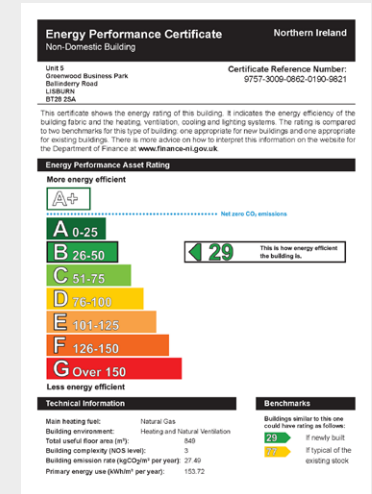 Energy Performance Certificate
Northern Ireland
Non-Domestic Building
Unit 5
Greenwood Business Park
Ballinderry Road
LISBURN
BT28 2SA
Certificate Reference Number:
9757-3009-0862-0190-9821
This certificate shows the energy rating of this building. It indicates the energy efficiency of the
building fabric and the heating, ventilation, cooling and lighting systems. The rating is compared
to two benchmarks for this type of building: one appropriate for new buildings and one appropriate
for existing buildings. There is more advice on how to interpret this information on the website for
the Department of Finance at www.finance-ni.gov.uk.
Energy Performance Asset Rating
More energy efficient
A+
Net zero CO₂ emissions
A 0-25
B 26-50
29
This is how energy efficient
the building is.
C 51-75
D 76-100
E 101-125
F 126-150
G Over 150
Less energy efficient
Technical Information
Main heating fuel: Natural Gas
Building environment: Heating and Natural Ventilation
Total useful floor area (m²): 849
Building complexity (NOS level): 3
Building emission rate (kgCO₂/m² per year): 27.49
Primary energy use (kWh/m² per year): 153.72
Benchmarks
Buildings similar to this one
could have rating as follows:
29 If newly built
77 If typical of the
existing stock